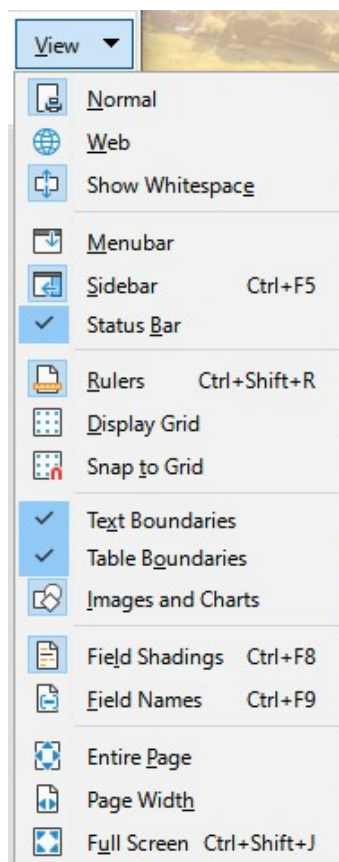 View
Normal
Web
Show Whitespace
Menubar
Sidebar Ctrl+F5
Status Bar
Rulers Ctrl+Shift+R
Display Grid
Snap to Grid
Text Boundaries
Table Boundaries
Images and Charts
Field Shadings Ctrl+F8
Field Names Ctrl+F9
Entire Page
Page Width
Full Screen Ctrl+Shift+J